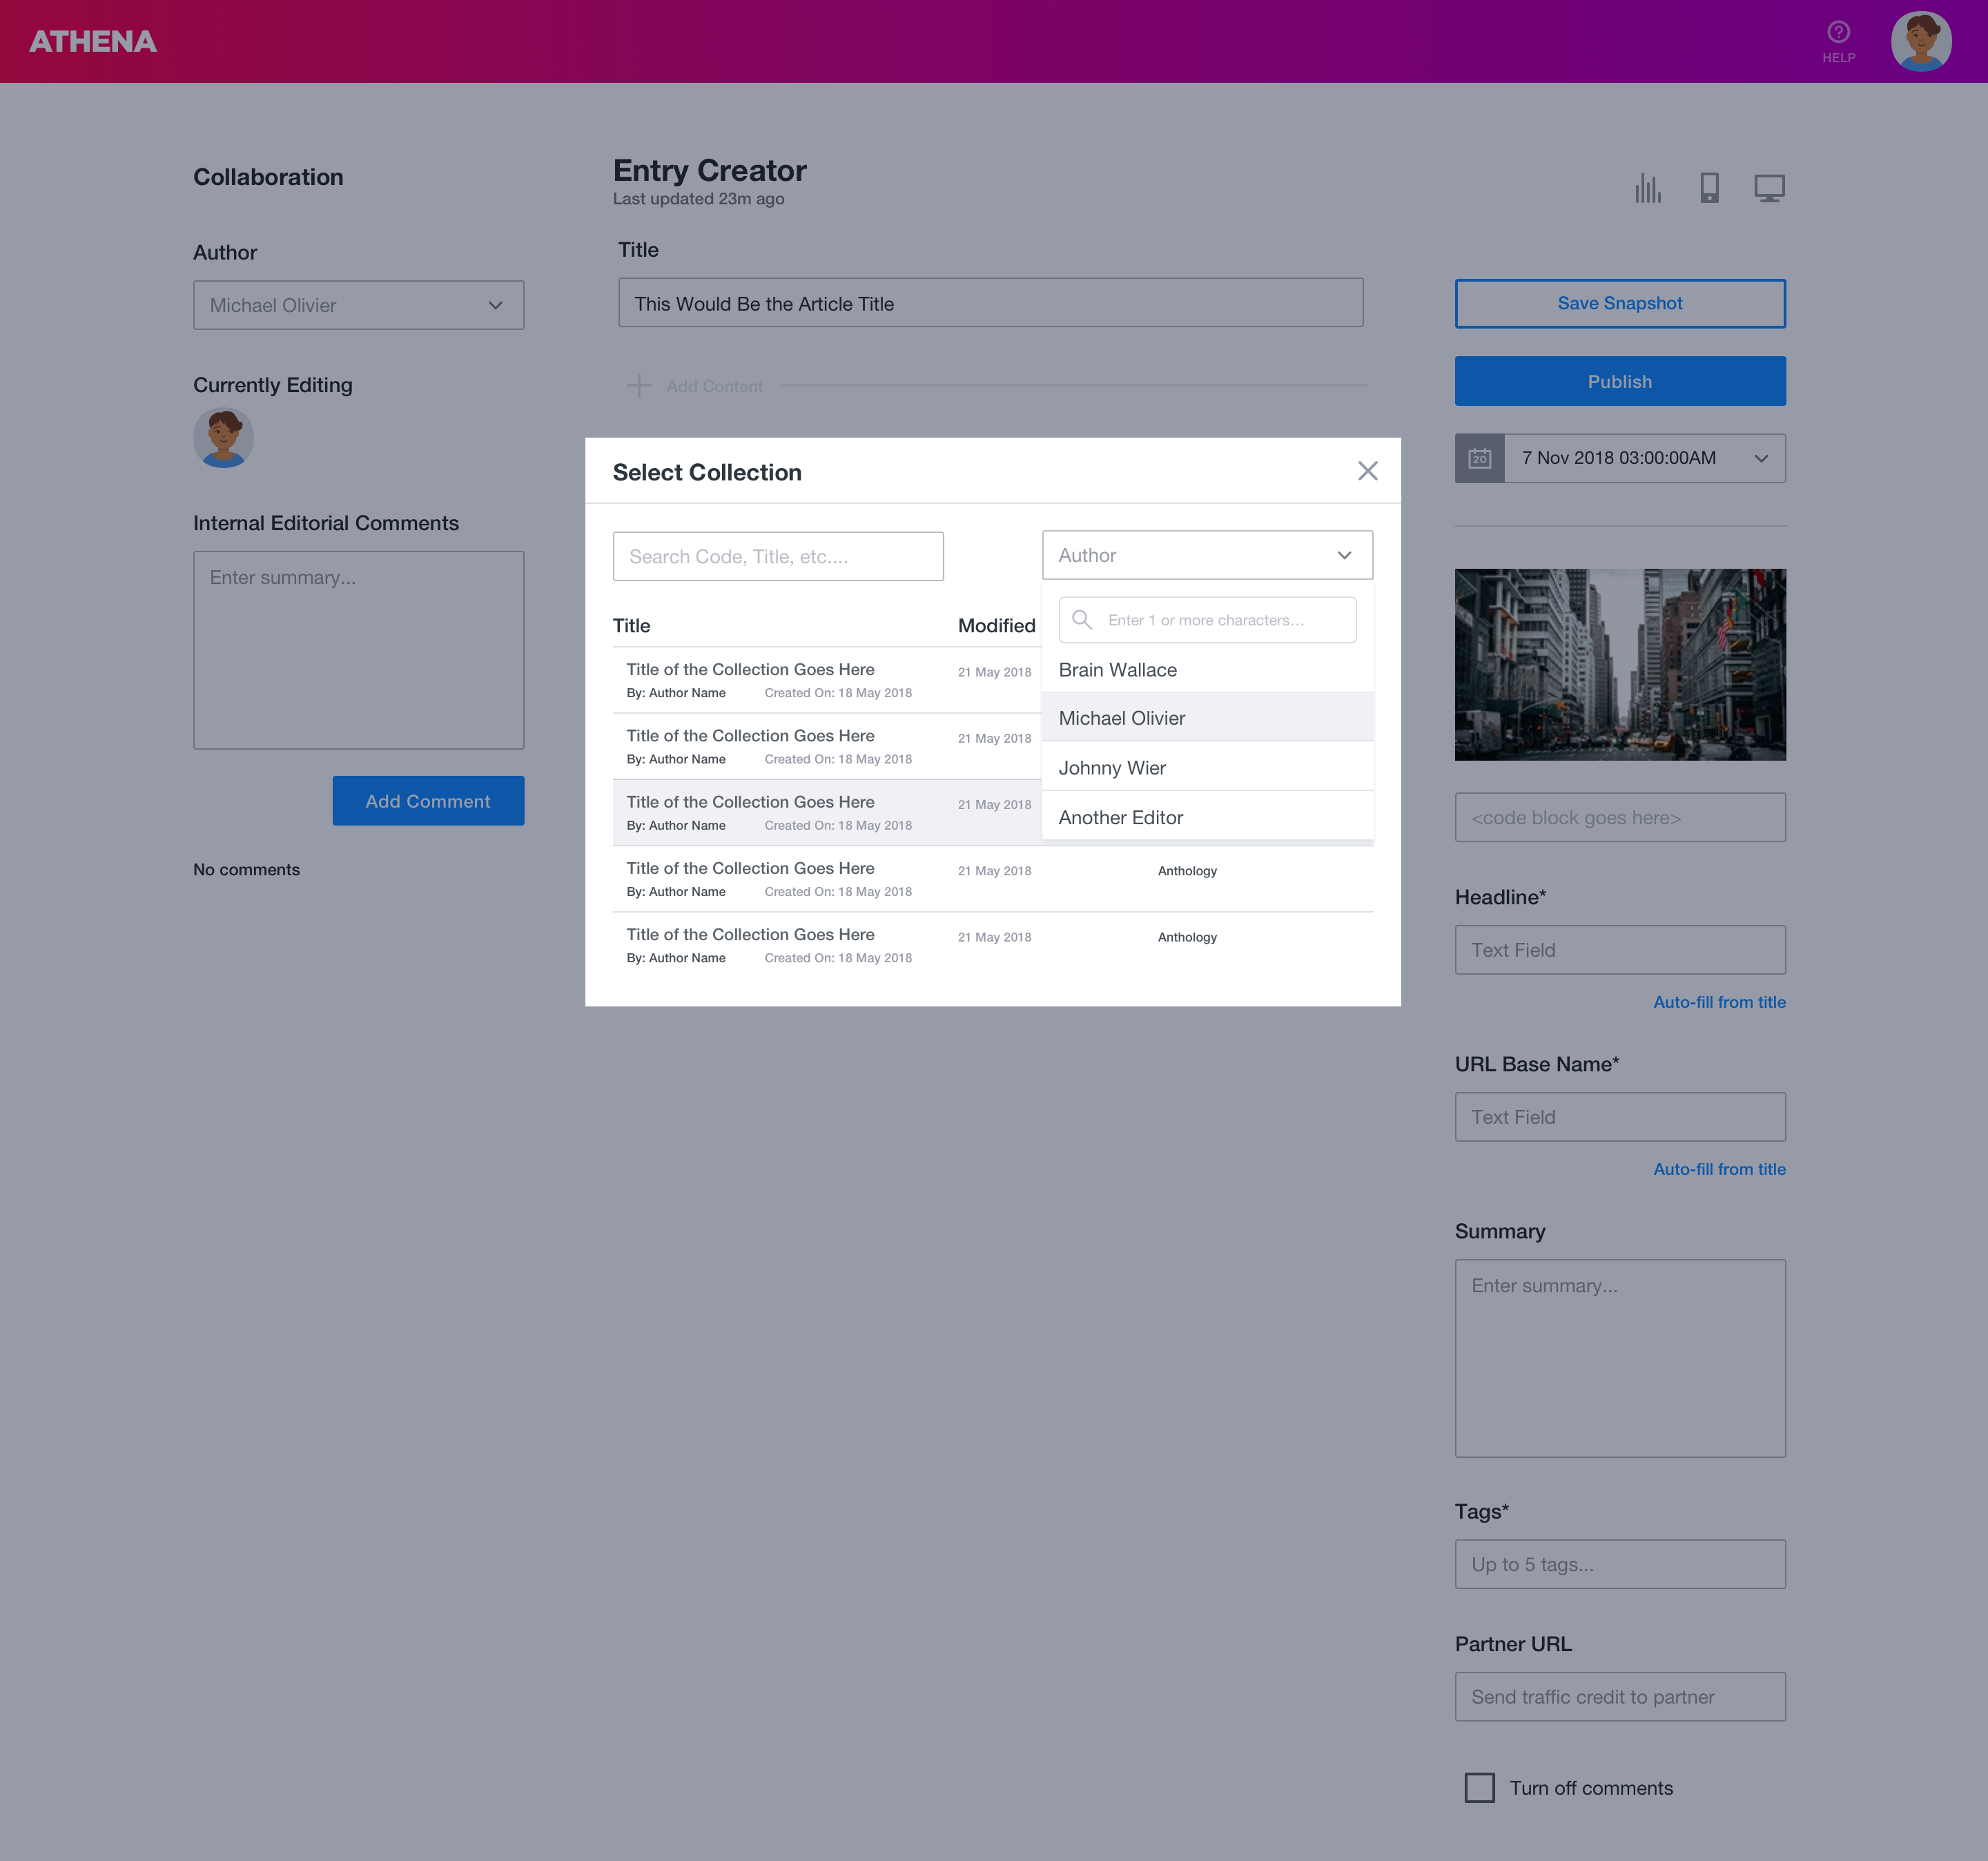 ATHENA
HELP
Collaboration
Author
Michael Olivier
Currently Editing
Internal Editorial Comments
Enter summary...
Add Comment
No comments
Entry Creator
Last updated 23m ago
Title
This Would Be the Article Title
Add Content
Select Collection
Search Code, Title, etc....
Author
Enter 1 or more characters...
Brain Wallace
Michael Olivier
Johnny Wier
Another Editor
Title Modified
Title of the Collection Goes Here 21 May 2018
By: Author Name Created On: 18 May 2018
Title of the Collection Goes Here 21 May 2018
By: Author Name Created On: 18 May 2018
Title of the Collection Goes Here 21 May 2018
By: Author Name Created On: 18 May 2018
Title of the Collection Goes Here 21 May 2018 Anthology
By: Author Name Created On: 18 May 2018
Title of the Collection Goes Here 21 May 2018 Anthology
By: Author Name Created On: 18 May 2018
Save Snapshot
Publish
20
7 Nov 2018 03:00:00AM
<code block goes here>
Headline*
Text Field
Auto-fill from title
URL Base Name*
Text Field
Auto-fill from title
Summary
Enter summary...
Tags*
Up to 5 tags...
Partner URL
Send traffic credit to partner
Turn off comments